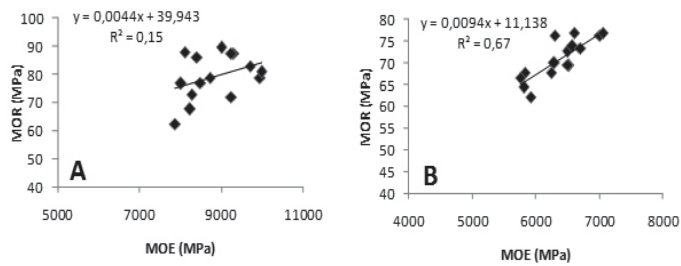 y = 0,0044x + 39,943
R² = 0,15
MOR (MPa)
100
90
80
70
60
50
40
A
5000 7000 9000 11000
MOE (MPa)
y = 0,0094x + 11,138
R² = 0,67
MOR (MPa)
80
75
70
65
60
55
50
45
40
B
4000 5000 6000 7000 8000
MOE (MPa)